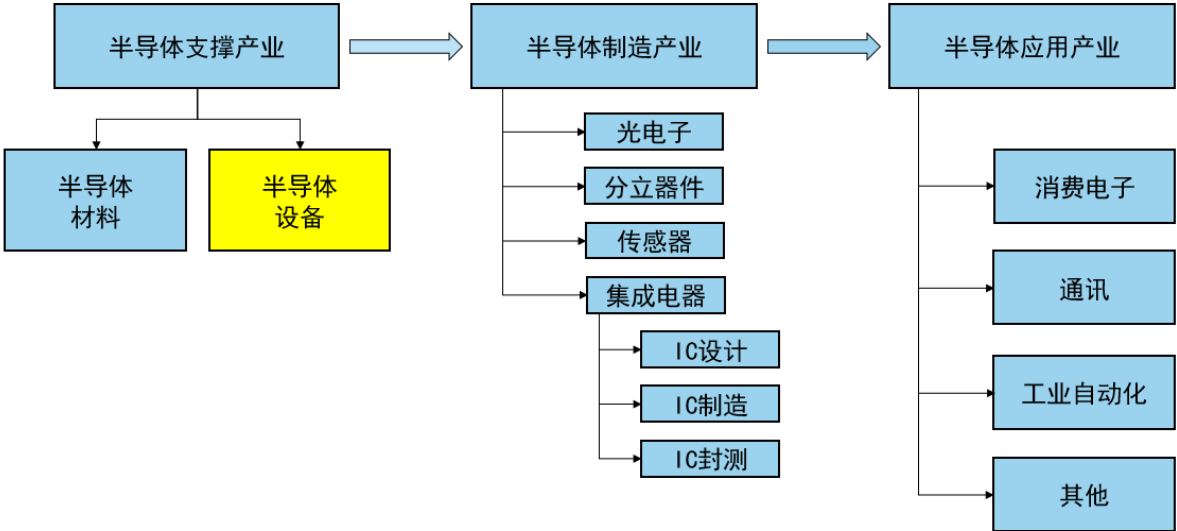 半导体支撑产业
半导体制造产业
半导体应用产业
半导体
材料
半导体
设备
光电子
分立器件
传感器
集成电器
IC设计
IC制造
IC封测
消费电子
通讯
工业自动化
其他